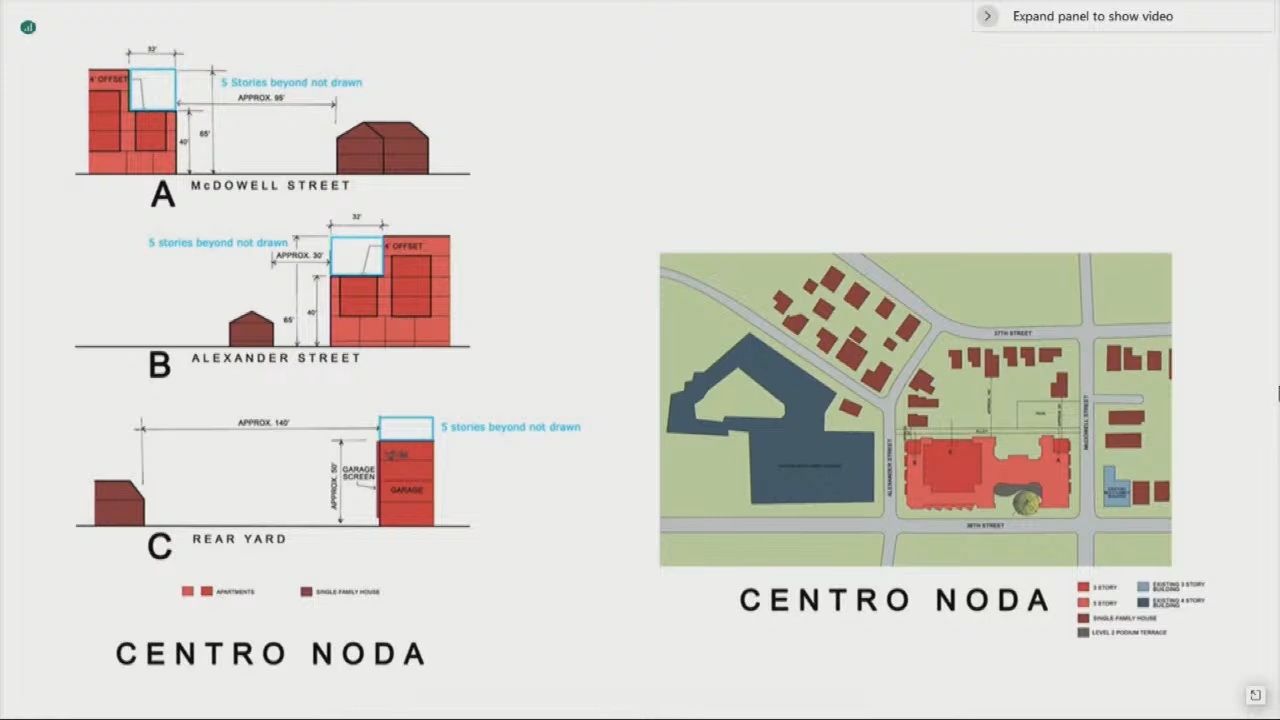 Expand panel to show video
32'
4' OFFSET
5 Stories beyond not drawn
APPROX. 95'
40'
65'
A McDOWELL STREET
32'
5 stories beyond not drawn
4' OFFSET
APPROX. 30'
65'
40'
B ALEXANDER STREET
APPROX. 140'
5 stories beyond not drawn
APPROX. 50'
GARAGE
SCREEN
GARAGE
C REAR YARD
APARTMENTS
SINGLE-FAMILY HOUSE
CENTRO NODA
37TH STREET
McDOWELL STREET
ALEXANDER STREET
PARK
ALLEY
B
A
36TH STREET
CENTRO NODA
3 STORY
5 STORY
SINGLE-FAMILY HOUSE
LEVEL 2 PODIUM TERRACE
EXISTING 3 STORY
BUILDING
EXISTING 4 STORY
BUILDING